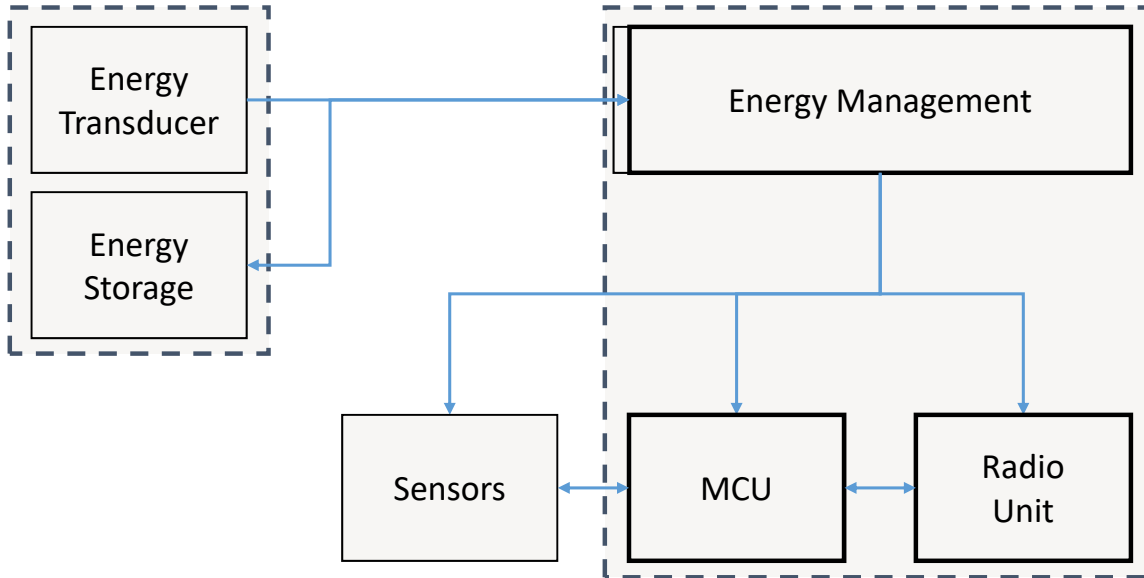 Energy
Transducer
Energy Management
Energy
Storage
Sensors
MCU
Radio
Unit